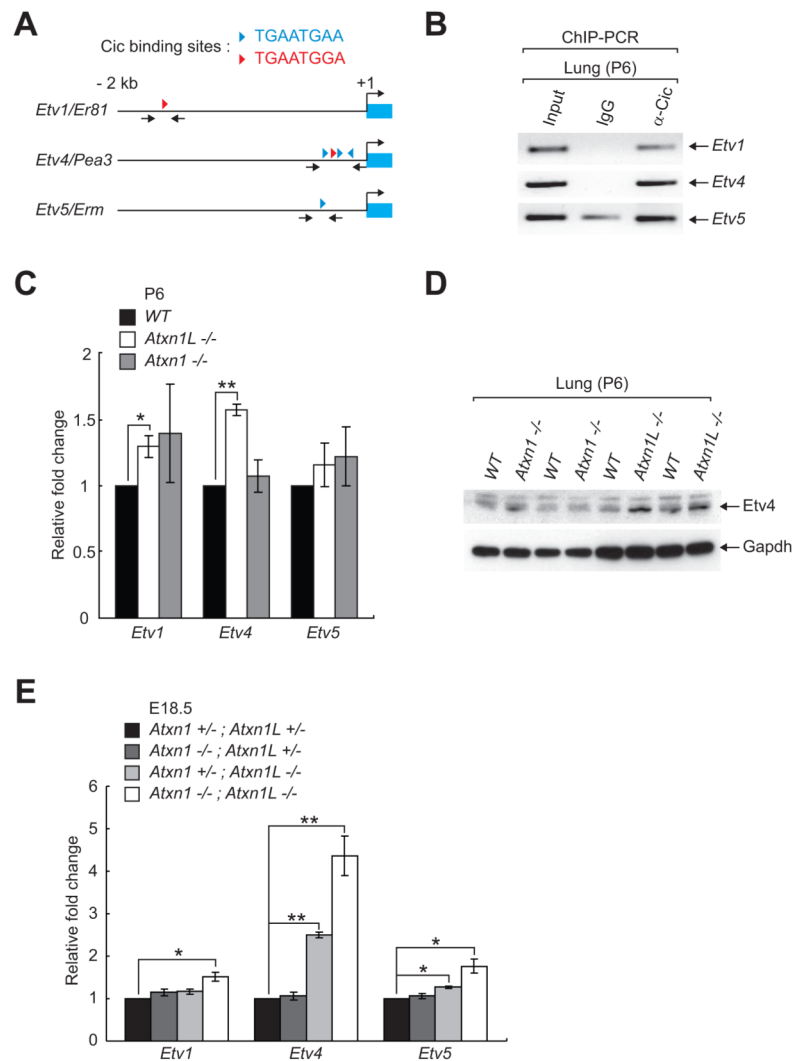 A
Cic binding sites : TGAATGAA
TGAATGGA
- 2 kb
+1
Etv1/Er81
Etv4/Pea3
Etv5/Erm
B
ChIP-PCR
Lung (P6)
Input
IgG
α-Cic
Etv1
Etv4
Etv5
C
P6
WT
Atxn1L -/-
Atxn1 -/-
Relative fold change
2
1.5
1
0.5
0
*
**
Etv1
Etv4
Etv5
D
Lung (P6)
WT
Atxn1 -/-
WT
Atxn1 -/-
WT
Atxn1L -/-
WT
Atxn1L -/-
Etv4
Gapdh
E
E18.5
Atxn1 +/- ; Atxn1L +/-
Atxn1 -/- ; Atxn1L +/-
Atxn1 +/- ; Atxn1L -/-
Atxn1 -/- ; Atxn1L -/-
Relative fold change
6
5
4
3
2
1
0
*
**
**
*
*
Etv1
Etv4
Etv5